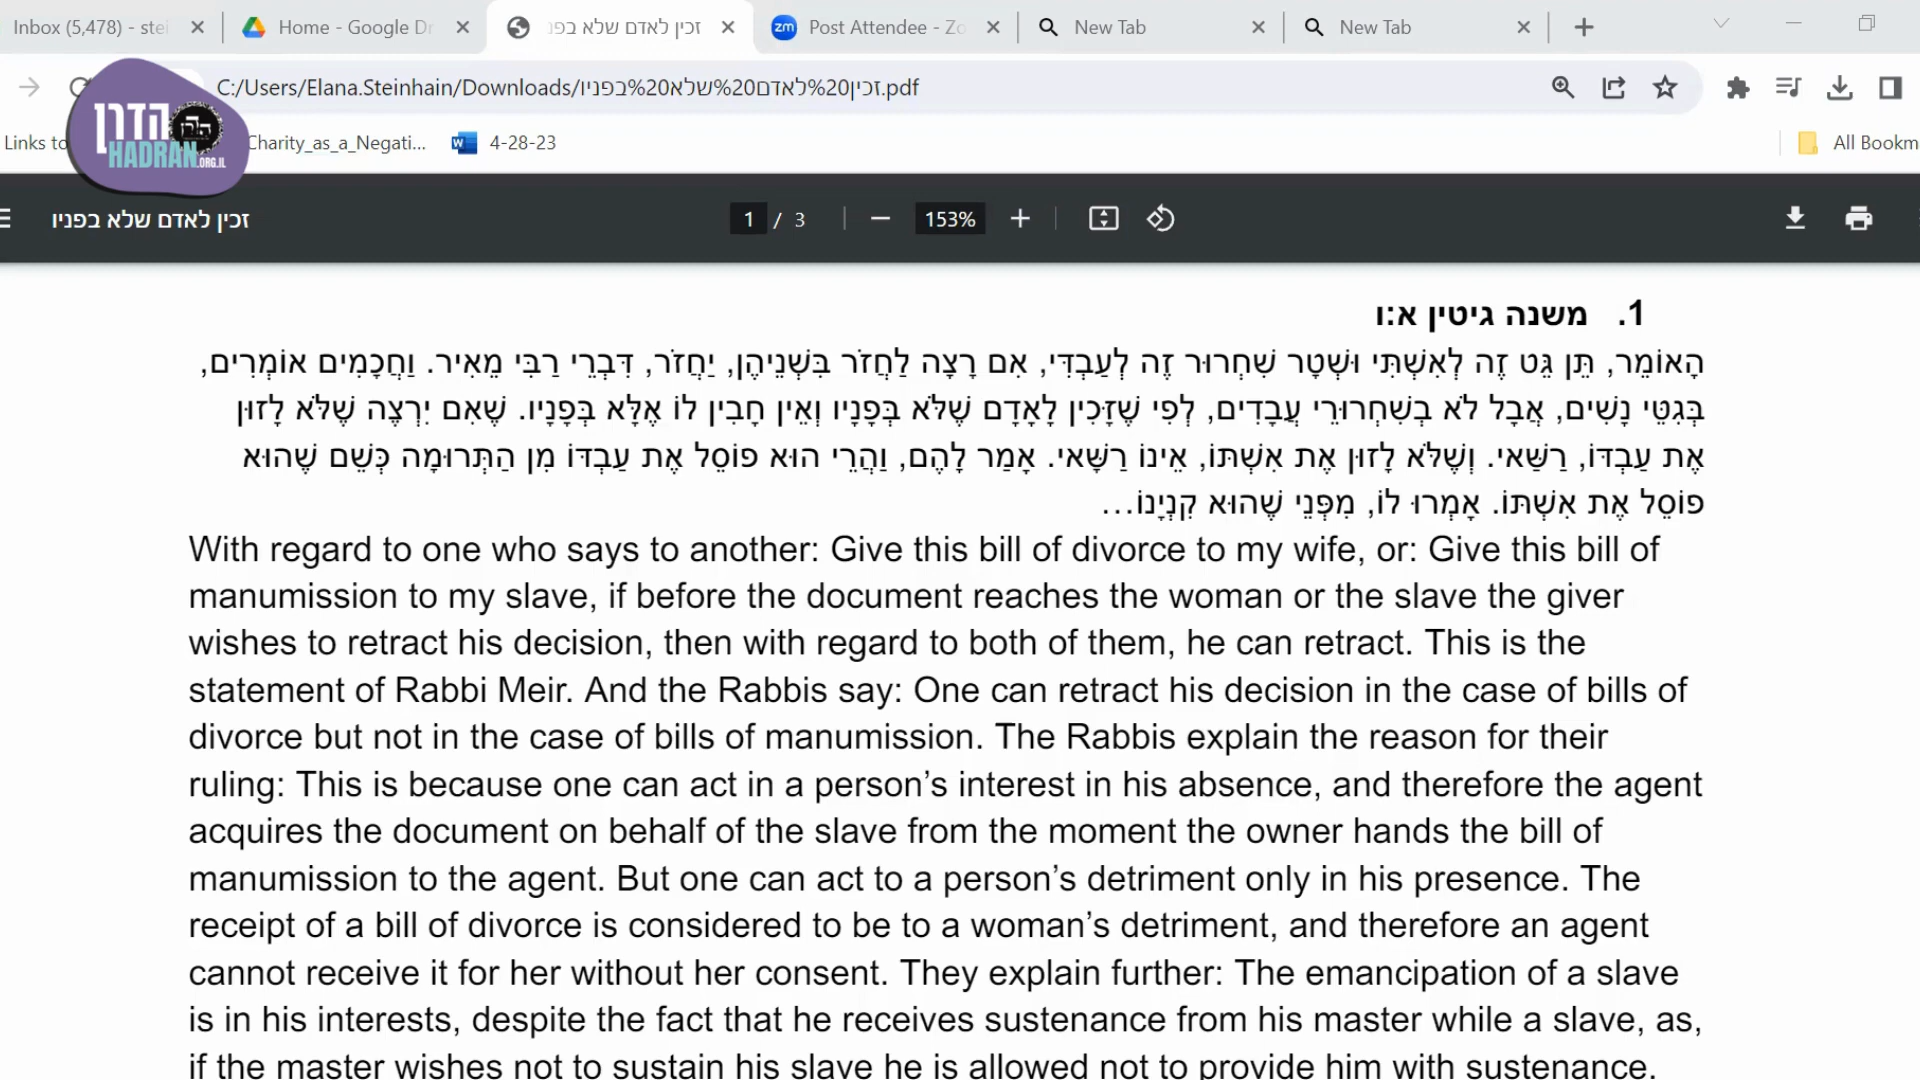 Inbox (5,478) - stei
Home - Google Dr
זכין לאדם שלא בפנ
Post Attendee - Zo
New Tab
New Tab
C:/Users/Elana.Steinhain/Downloads/זכין%20לאדם%20שלא%20בפניו.pdf
הדרן
HADRAN.ORG.IL
Links to
Charity_as_a_Negati...
4-28-23
All Bookm
זכין לאדם שלא בפניו
1 / 3
153%
1. משנה גיטין א:ו
הָאוֹמֵר, תֵּן גֵּט זֶה לְאִשְׁתִּי וּשְׁטָר שִׁחְרוּר זֶה לְעַבְדִּי, אִם רָצָה לַחֲזֹר בִּשְׁנֵיהֶן, יַחֲזֹר, דִּבְרֵי רַבִּי מֵאִיר. וַחֲכָמִים אוֹמְרִים,
בְּגִטֵּי נָשִׁים, אֲבָל לֹא בְשִׁחְרוּרֵי עֲבָדִים, לְפִי שֶׁזָּכִין לָאָדָם שֶׁלֹּא בְּפָנָיו וְאֵין חָבִין לוֹ אֶלָּא בְּפָנָיו. שֶׁאִם יִרְצֶה שֶׁלֹּא לָזוּן
אֶת עַבְדּוֹ, רַשַּׁאי. וְשֶׁלֹּא לָזוּן אֶת אִשְׁתּוֹ, אֵינוֹ רַשָּׁאי. אָמַר לָהֶם, וַהֲרֵי הוּא פוֹסֵל אֶת עַבְדּוֹ מִן הַתְּרוּמָה כְּשֵׁם שֶׁהוּא
פוֹסֵל אֶת אִשְׁתּוֹ. אָמְרוּ לוֹ, מִפְּנֵי שֶׁהוּא קִנְיָנוֹ...
With regard to one who says to another: Give this bill of divorce to my wife, or: Give this bill of
manumission to my slave, if before the document reaches the woman or the slave the giver
wishes to retract his decision, then with regard to both of them, he can retract. This is the
statement of Rabbi Meir. And the Rabbis say: One can retract his decision in the case of bills of
divorce but not in the case of bills of manumission. The Rabbis explain the reason for their
ruling: This is because one can act in a person’s interest in his absence, and therefore the agent
acquires the document on behalf of the slave from the moment the owner hands the bill of
manumission to the agent. But one can act to a person’s detriment only in his presence. The
receipt of a bill of divorce is considered to be to a woman’s detriment, and therefore an agent
cannot receive it for her without her consent. They explain further: The emancipation of a slave
is in his interests, despite the fact that he receives sustenance from his master while a slave, as,
if the master wishes not to sustain his slave he is allowed not to provide him with sustenance.